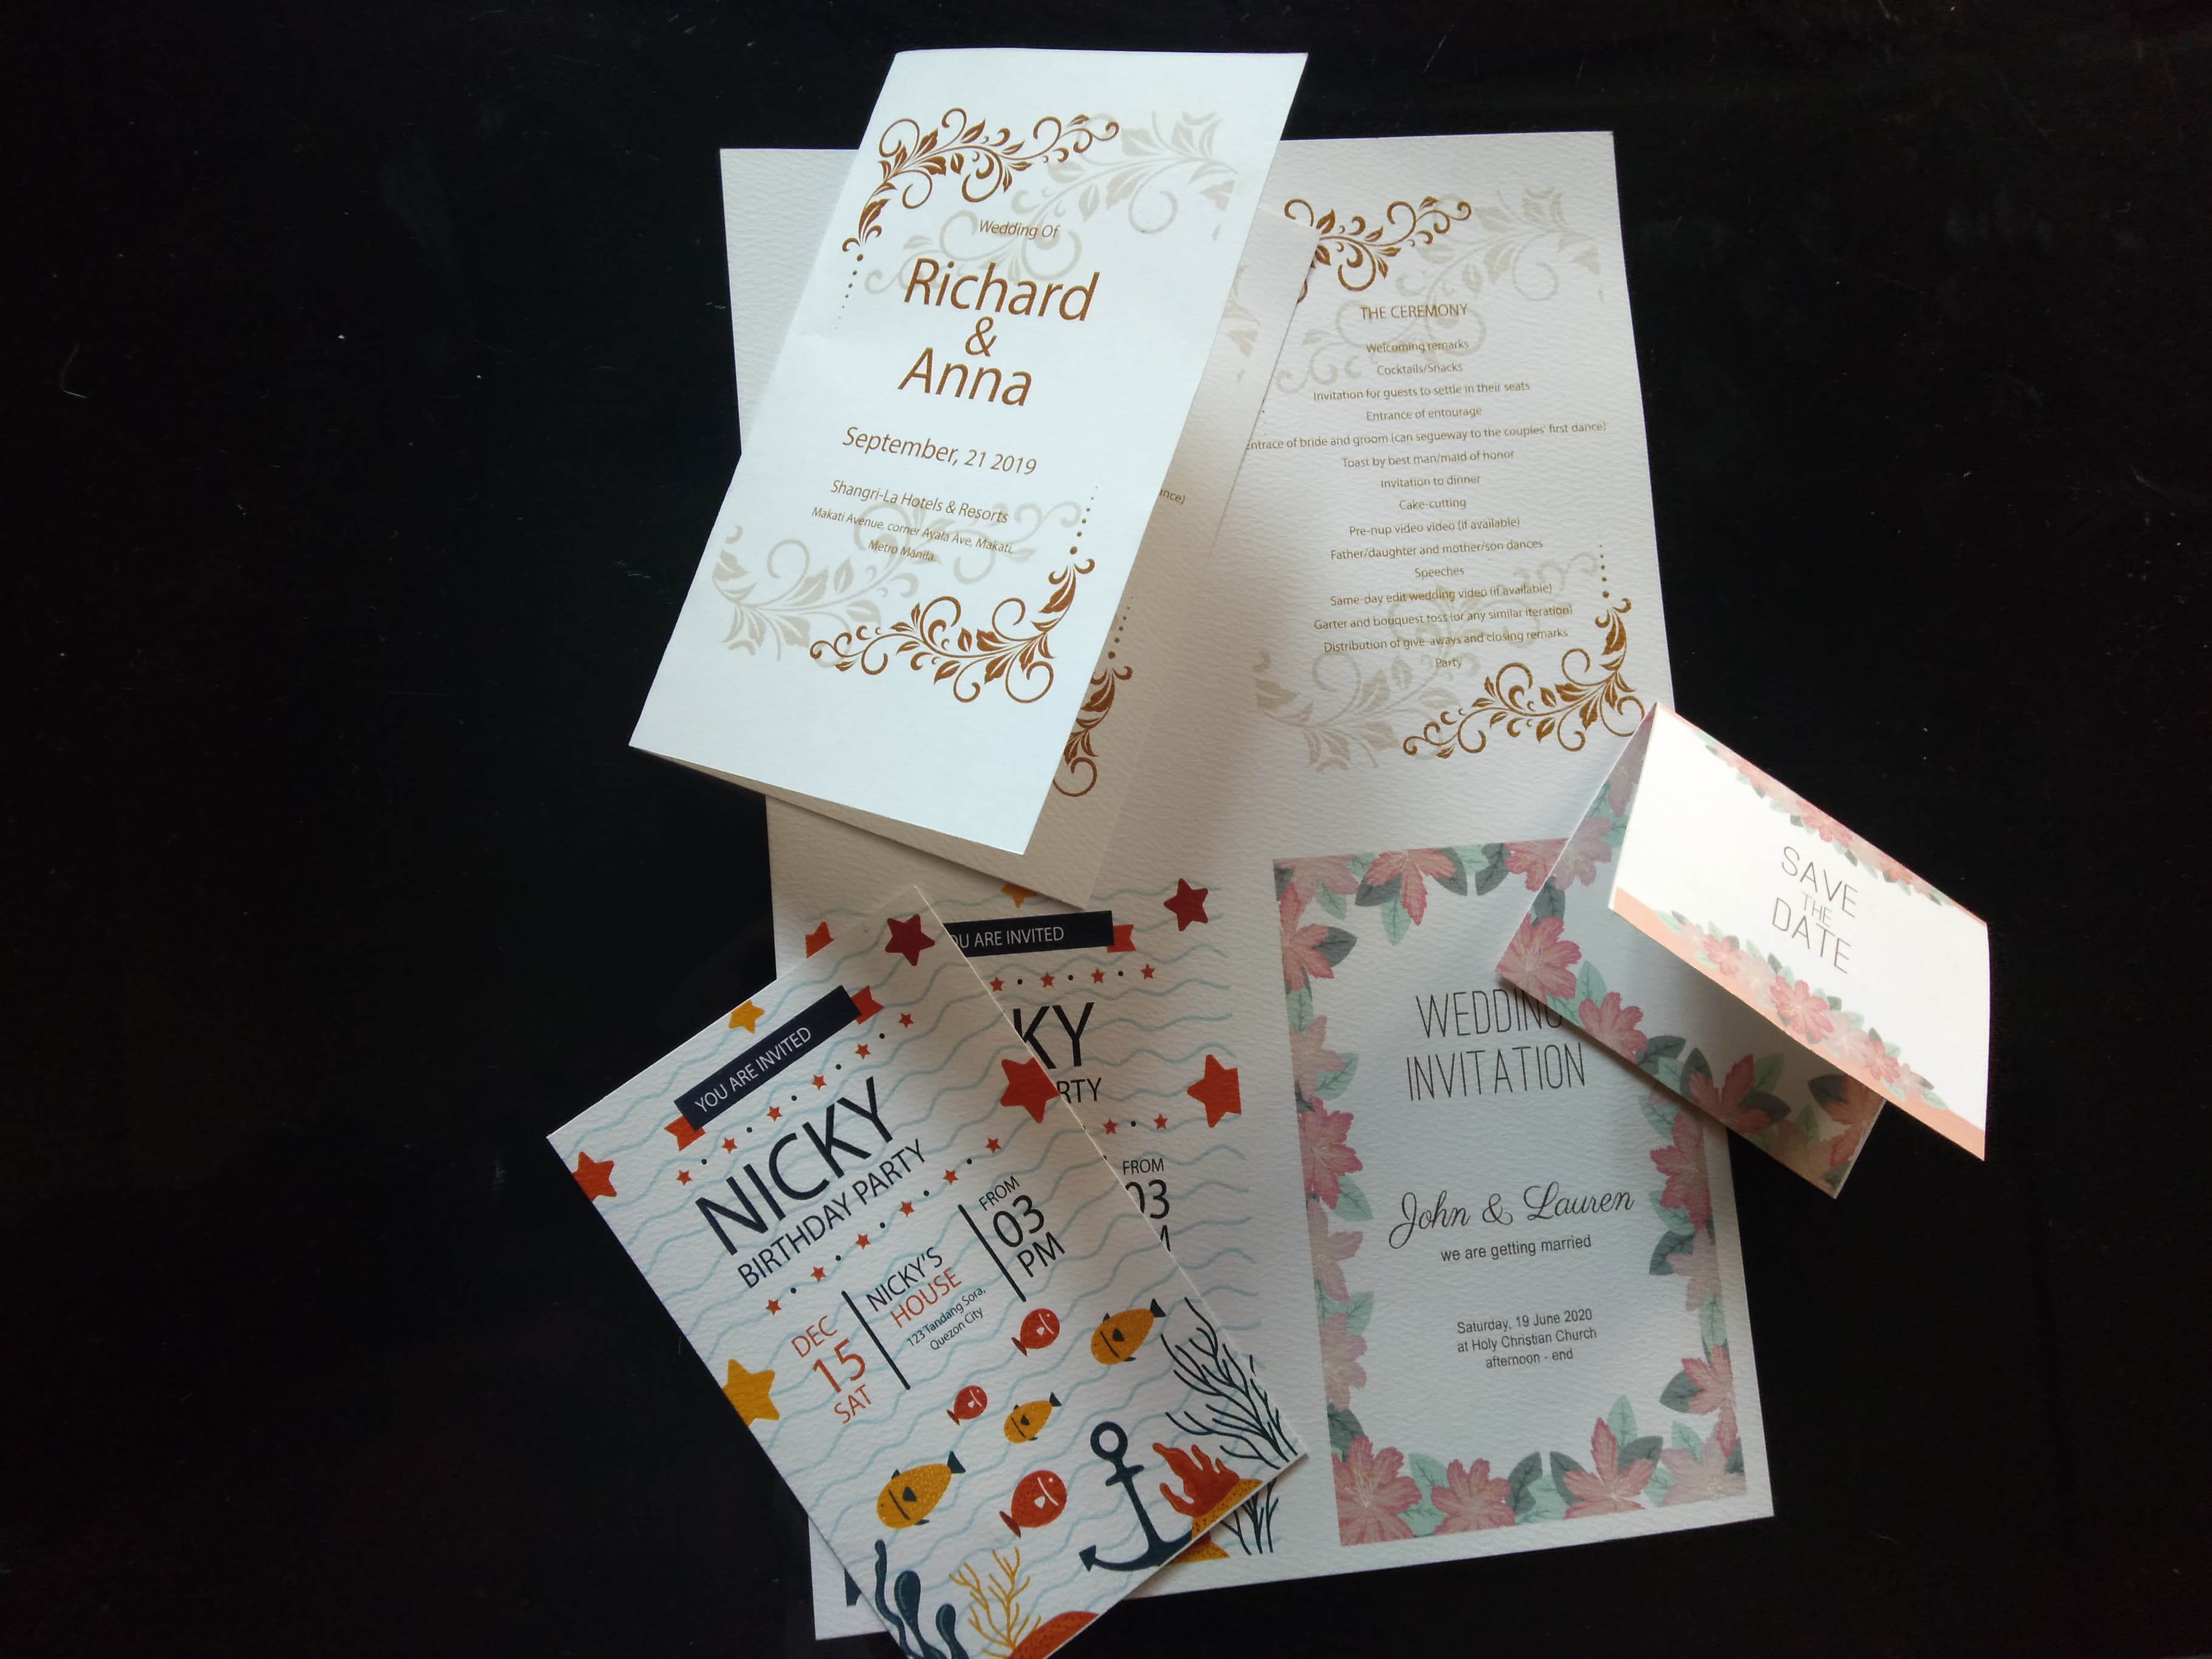 Wedding Of
Richard
&
Anna
September, 21 2019
Shangri-La Hotels & Resorts
Makati Avenue, corner Ayala Ave, Makati,
Metro Manila.
THE CEREMONY
Welcoming remarks
Cocktails/Snacks
Invitation for guests to settle in their seats
Entrance of entourage
entrace of bride and groom (can segueway to the couples' first dance)
Toast by best man/maid of honor
Invitation to dinner
Cake-cutting
Pre-nup video video (if available)
Father/daughter and mother/son dances
Speeches
Same-day edit wedding video (if available)
Garter and bouquest toss (or any similar iteration)
Distribution of give-aways and closing remarks
Party
SAVE
THE
DATE
YOU ARE INVITED
NICKY
BIRTHDAY PARTY
DEC
15
SAT
NICKY'S
HOUSE
123 Tandang Sora,
Quezon City
FROM
03
PM
OU ARE INVITED
KY
RTY
FROM
03
WEDDING
INVITATION
John & Lauren
we are getting married
Saturday, 19 June 2020
at Holy Christian Church
afternoon - end